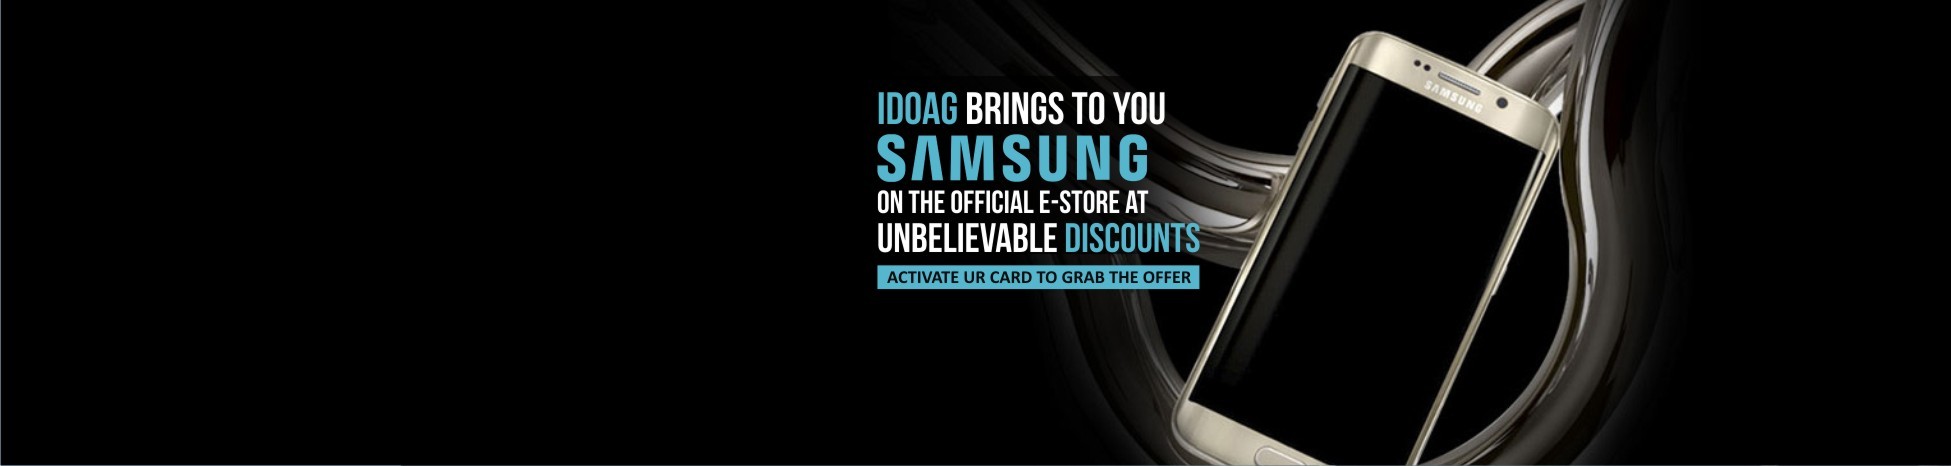 IDOAG BRINGS TO YOU
SAMSUNG
ON THE OFFICIAL E-STORE AT
UNBELIEVABLE DISCOUNTS
ACTIVATE UR CARD TO GRAB THE OFFER
SAMSUNG